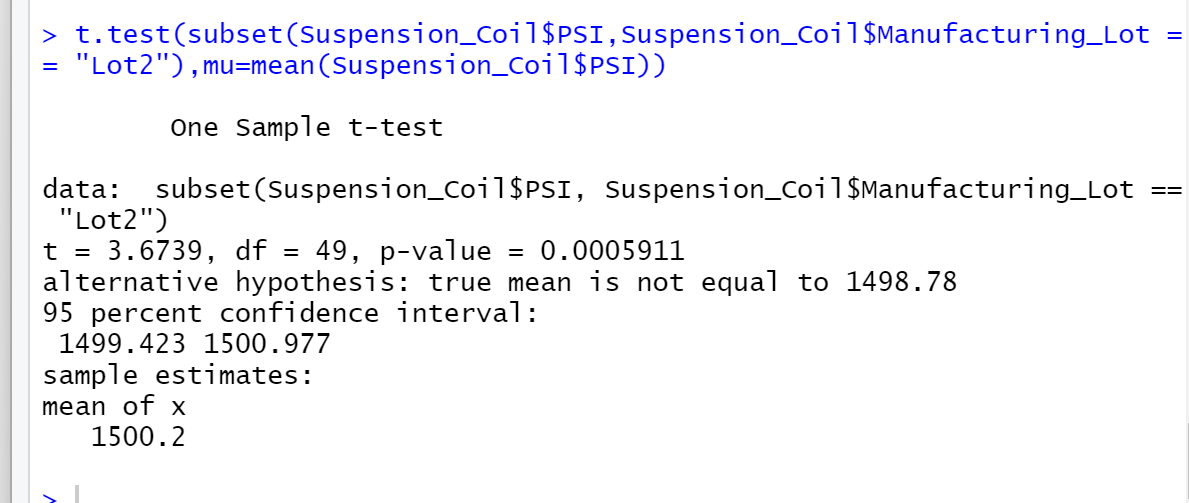 > t.test(subset(Suspension_Coil$PSI,Suspension_Coil$Manufacturing_Lot =
= "Lot2"),mu=mean(Suspension_Coil$PSI))
One Sample t-test
data:  subset(Suspension_Coil$PSI, Suspension_Coil$Manufacturing_Lot ==
"Lot2")
t = 3.6739, df = 49, p-value = 0.0005911
alternative hypothesis: true mean is not equal to 1498.78
95 percent confidence interval:
1499.423 1500.977
sample estimates:
mean of x
1500.2
>